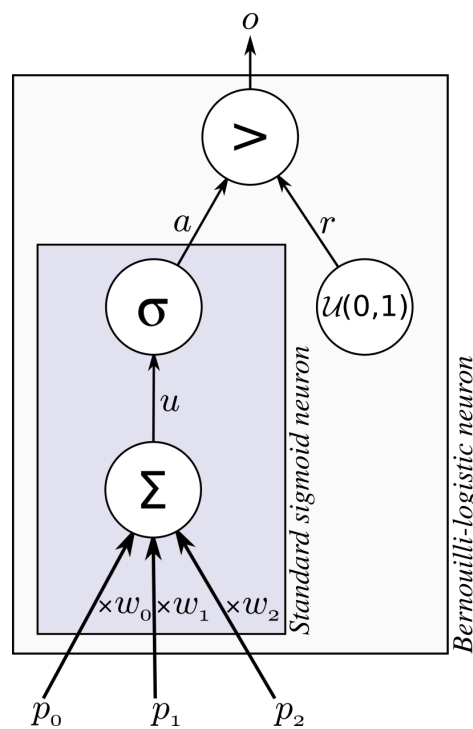 o
>
a
r
σ
𝒰(0,1)
u
Σ
Standard sigmoid neuron
Bernouilli-logistic neuron
×w₀ ×w₁ ×w₂
p₀ p₁ p₂